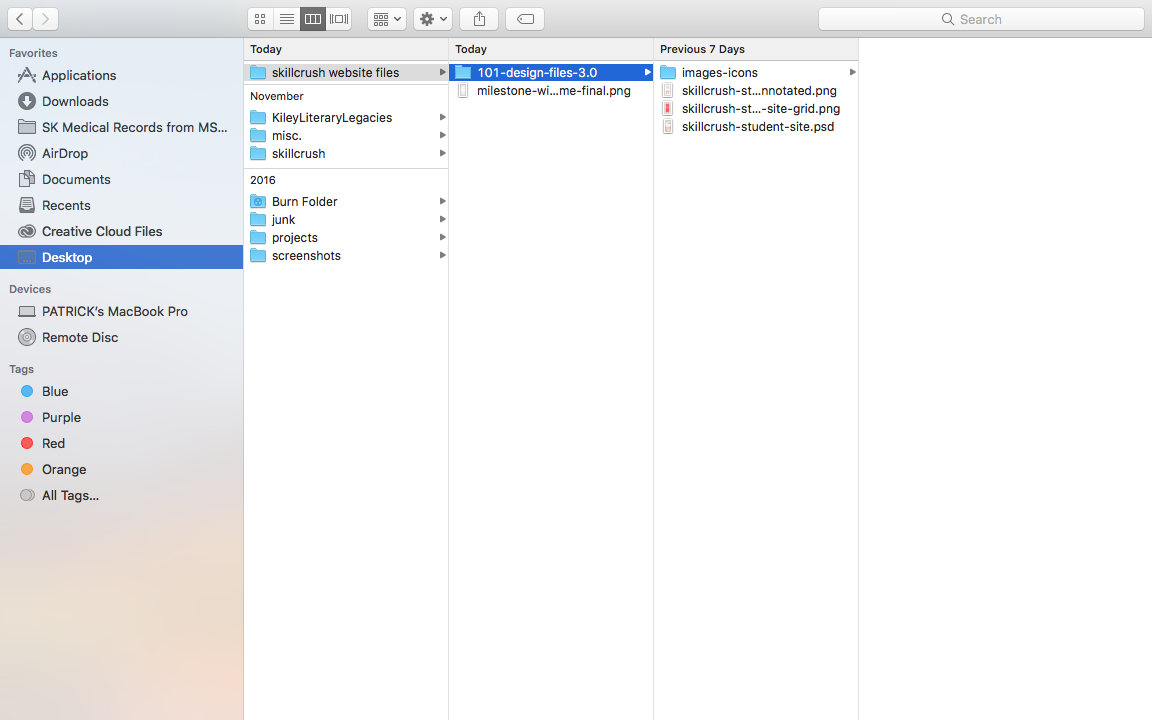 Search
Favorites
Applications
Downloads
SK Medical Records from MS...
AirDrop
Documents
Recents
Creative Cloud Files
Desktop
Devices
PATRICK's MacBook Pro
Remote Disc
Tags
Blue
Purple
Red
Orange
All Tags...
Today
skillcrush website files
November
KileyLiteraryLegacies
misc.
skillcrush
2016
Burn Folder
junk
projects
screenshots
Today
101-design-files-3.0
milestone-wi...me-final.png
Previous 7 Days
images-icons
skillcrush-st...nnotated.png
skillcrush-st...-site-grid.png
skillcrush-student-site.psd